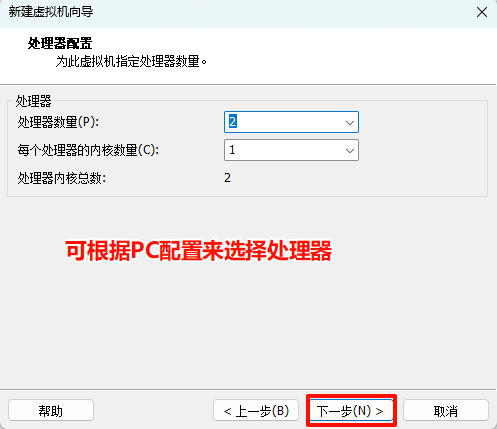 新建虚拟机向导
处理器配置
为此虚拟机指定处理器数量。
处理器
处理器数量(P): 2
每个处理器的内核数量(C): 1
处理器内核总数: 2
可根据PC配置来选择处理器
帮助 < 上一步(B) 下一步(N) > 取消